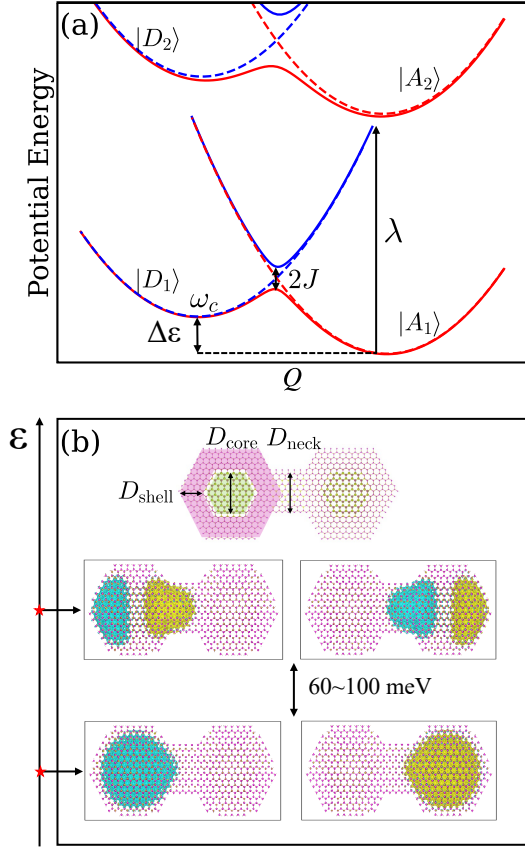 (a)
|D₂⟩
|A₂⟩
Potential Energy
λ
|D₁⟩
ω_c
2J
|A₁⟩
Δε
Q
ε
(b)
D_core
D_neck
D_shell
60~100 meV